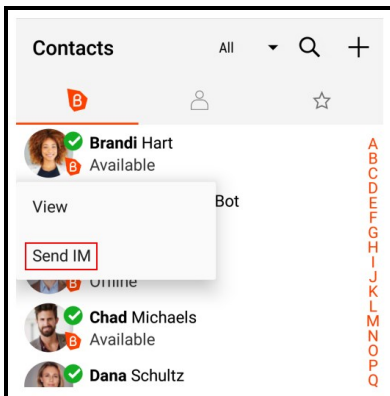 Contacts
All
B
Brandi Hart
B
Available
View
Bot
Send IM
B
Offline
Chad Michaels
B
Available
Dana Schultz
A
B
C
D
E
F
G
H
I
J
K
L
M
N
O
P
Q